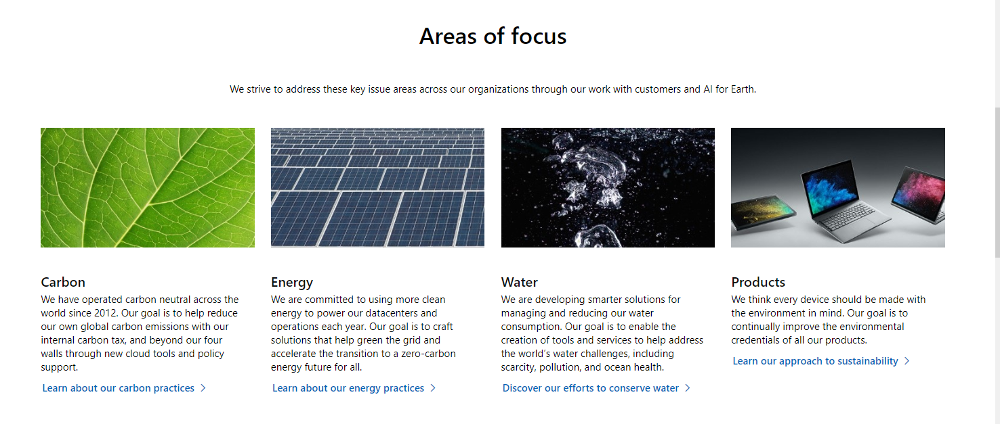 Areas of focus
We strive to address these key issue areas across our organizations through our work with customers and AI for Earth.
Carbon
We have operated carbon neutral across the
world since 2012. Our goal is to help reduce
our own global carbon emissions with our
internal carbon tax, and beyond our four
walls through new cloud tools and policy
support.
Learn about our carbon practices
Energy
We are committed to using more clean
energy to power our datacenters and
operations each year. Our goal is to craft
solutions that help green the grid and
accelerate the transition to a zero-carbon
energy future for all.
Learn about our energy practices
Water
We are developing smarter solutions for
managing and reducing our water
consumption. Our goal is to enable the
creation of tools and services to help address
the world’s water challenges, including
scarcity, pollution, and ocean health.
Discover our efforts to conserve water
Products
We think every device should be made with
the environment in mind. Our goal is to
continually improve the environmental
credentials of all our products.
Learn our approach to sustainability